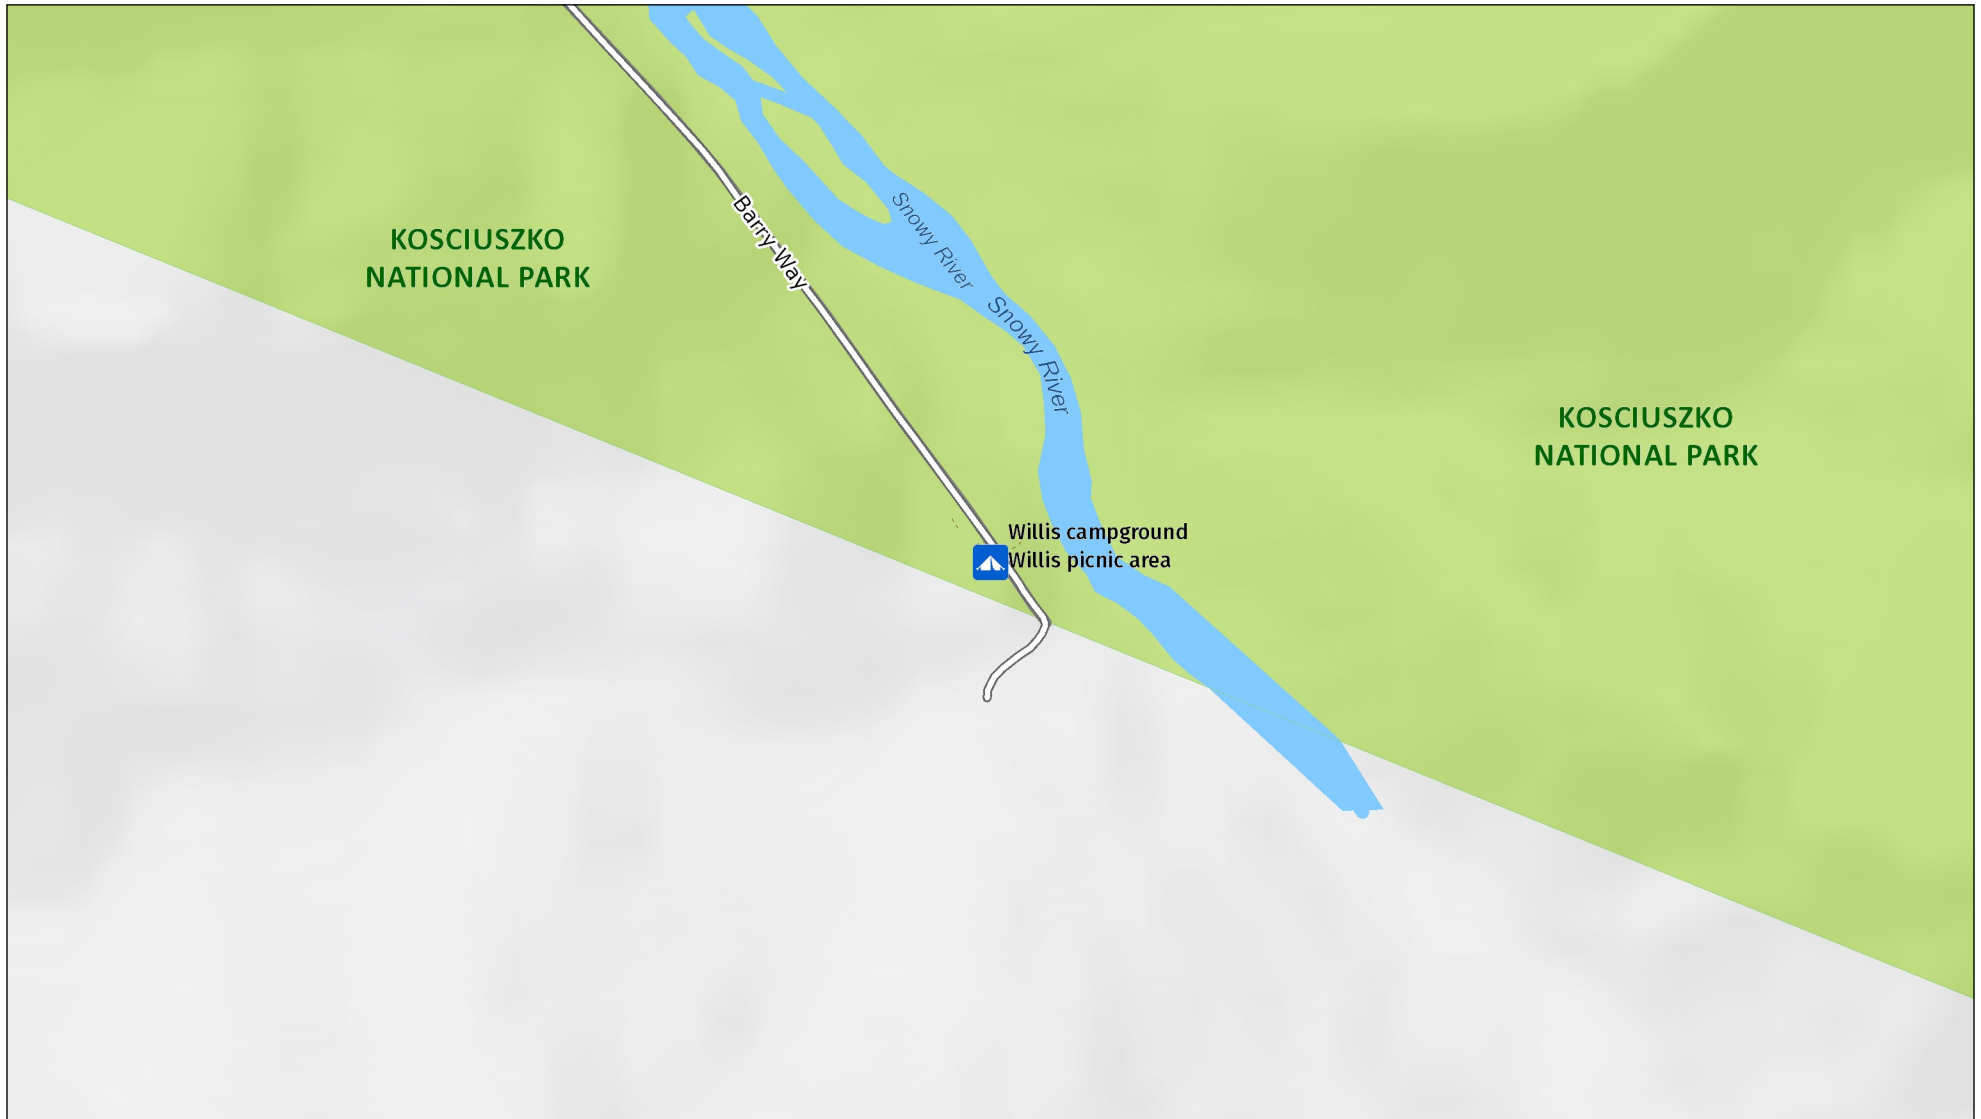 Barry Way
Snowy River
KOSCIUSZKO
NATIONAL PARK
Snowy River
KOSCIUSZKO
NATIONAL PARK
Willis campground
Willis picnic area